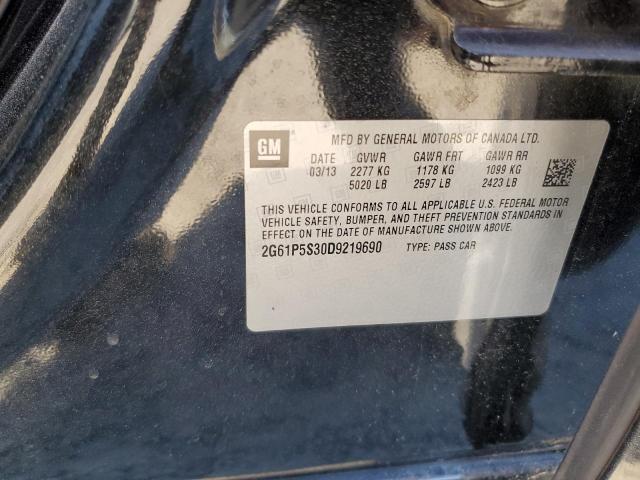 GM
MFD BY GENERAL MOTORS OF CANADA LTD.
DATE GVWR GAWR FRT GAWR RR
03/13 2277 KG 1178 KG 1099 KG
5020 LB 2597 LB 2423 LB
THIS VEHICLE CONFORMS TO ALL APPLICABLE U.S. FEDERAL MOTOR
VEHICLE SAFETY, BUMPER, AND THEFT PREVENTION STANDARDS IN
EFFECT ON THE DATE OF MANUFACTURE SHOWN ABOVE.
2G61P5S30D9219690 TYPE: PASS CAR